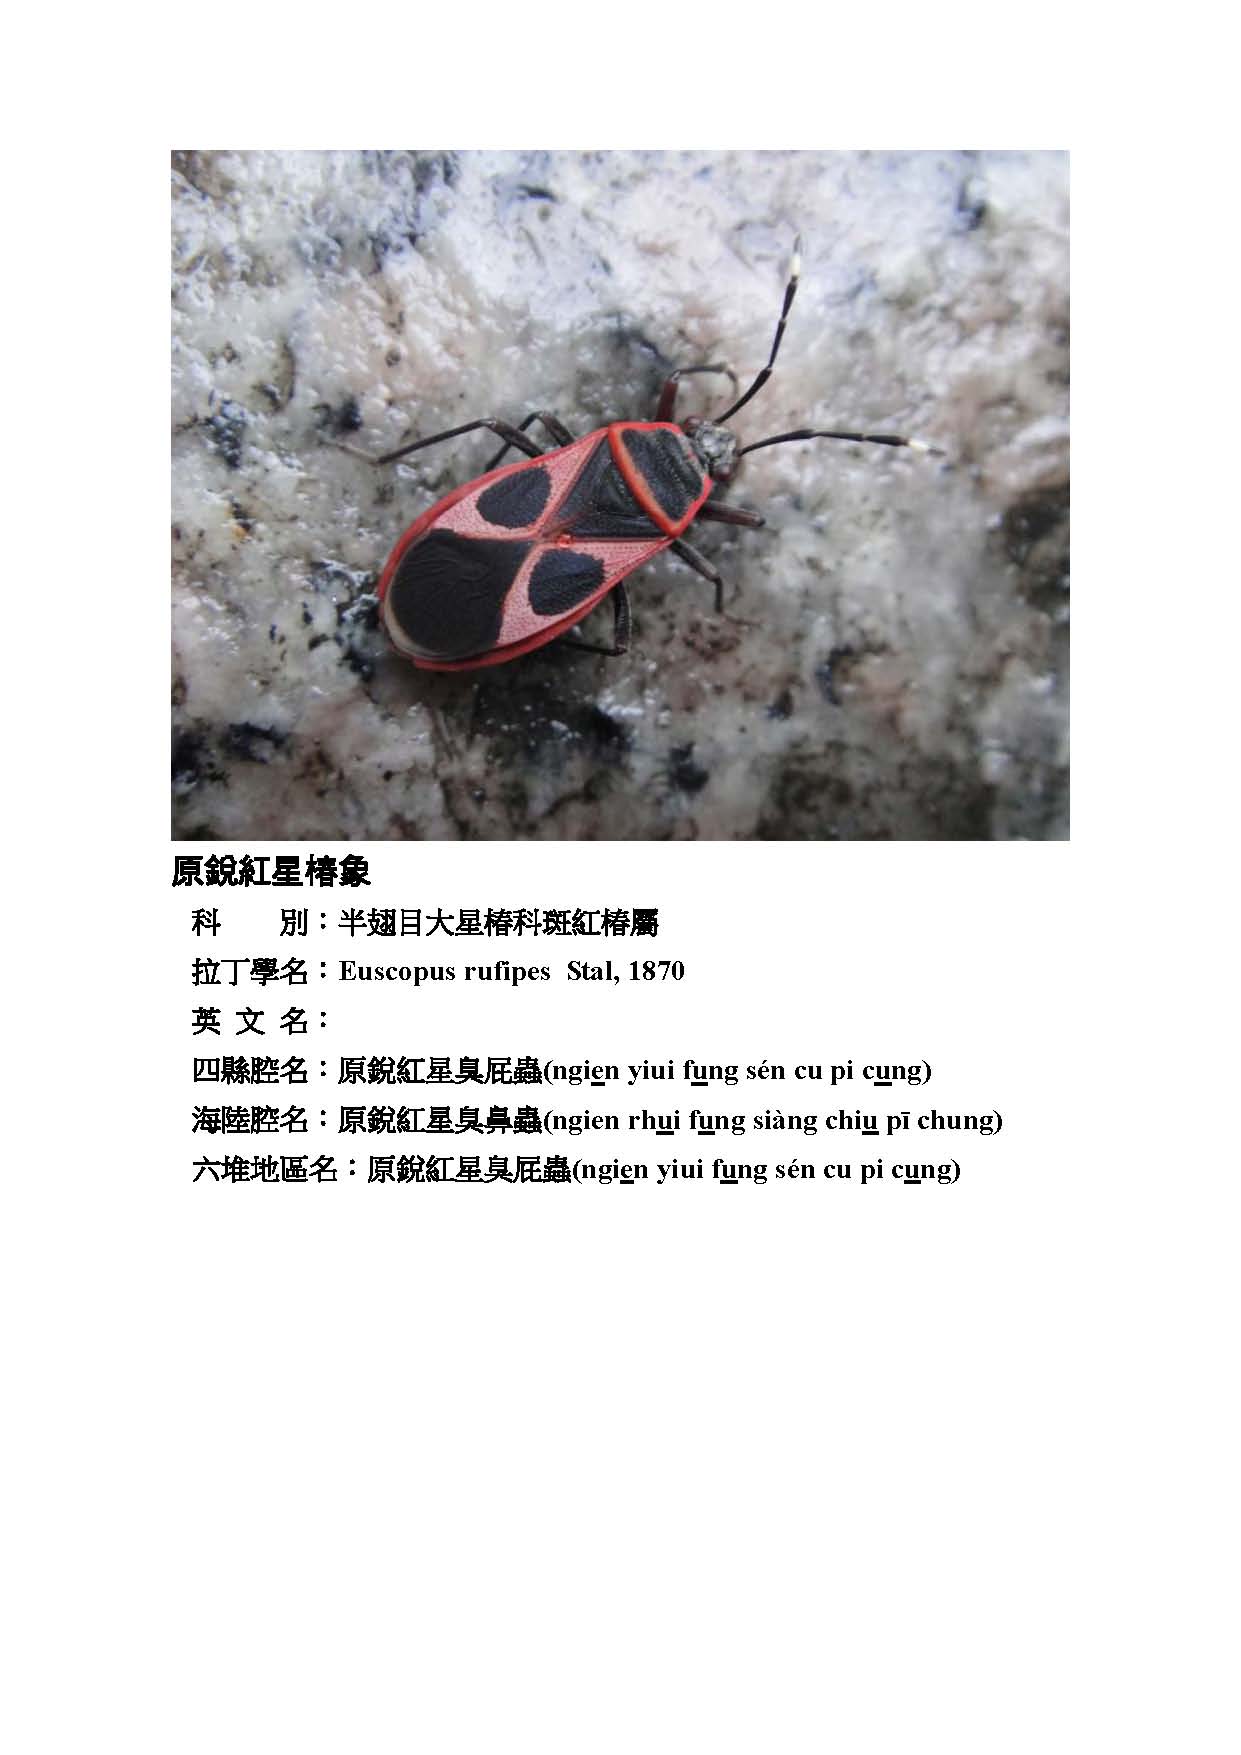 原銳紅星椿象
科　　別：半翅目大星椿科斑紅椿屬
拉丁學名：Euscopus rufipes  Stal, 1870
英 文 名：
四縣腔名：原銳紅星臭屁蟲(ngien yiui fung sén cu pi cung)
海陸腔名：原銳紅星臭鼻蟲(ngien rhui fung siàng chiu pī chung)
六堆地區名：原銳紅星臭屁蟲(ngien yiui fung sén cu pi cung)